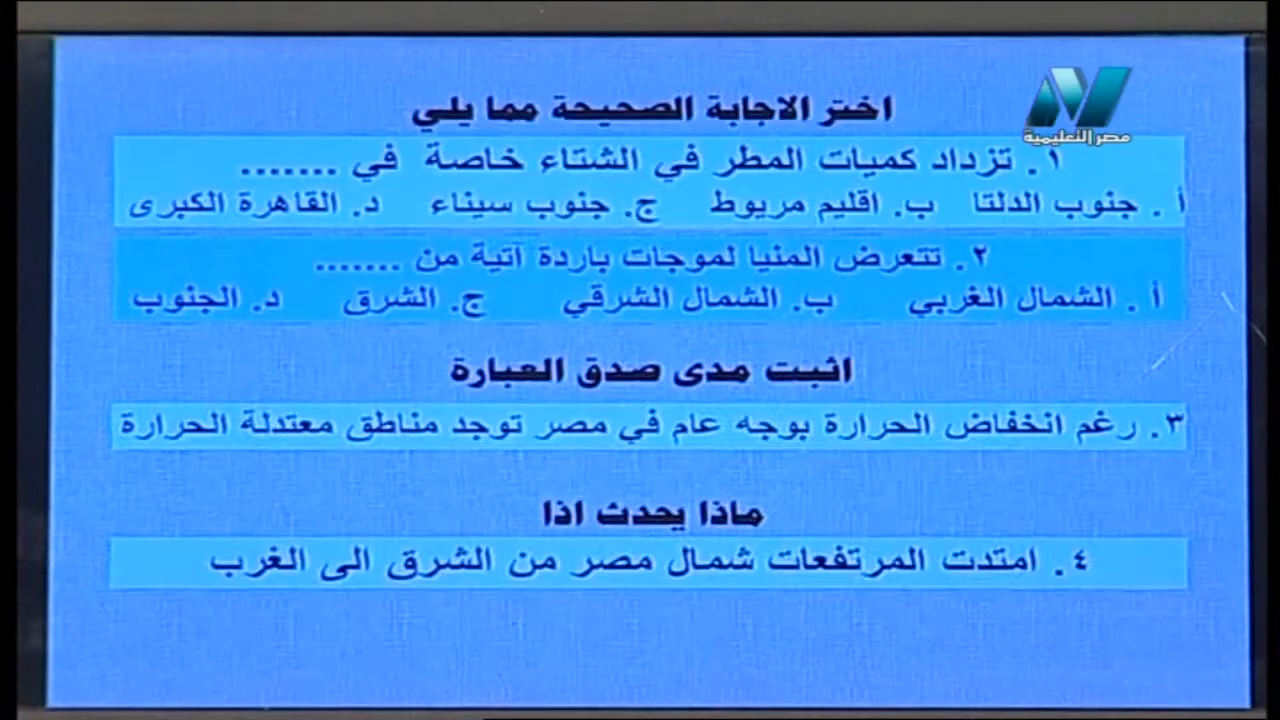 اختر الاجابة الصحيحة مما يلي
مصر التعليمية
١. تزداد كميات المطر في الشتاء خاصة في .......
أ . جنوب الدلتا ب. اقليم مريوط ج. جنوب سيناء د. القاهرة الكبرى
٢. تتعرض المنيا لموجات باردة آتية من .......
أ . الشمال الغربي ب. الشمال الشرقي ج. الشرق د. الجنوب
اثبت مدى صدق العبارة
٣. رغم انخفاض الحرارة بوجه عام في مصر توجد مناطق معتدلة الحرارة
ماذا يحدث اذا
٤. امتدت المرتفعات شمال مصر من الشرق الى الغرب